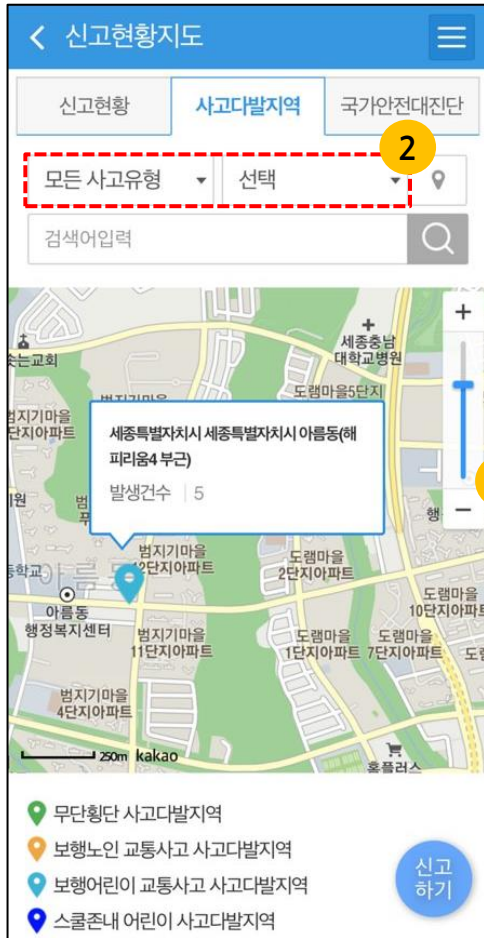 신고현황지도
신고현황 사고다발지역 국가안전대진단
2
모든 사고유형 선택
검색어입력
+
세종충남
대학교병원
솟는교회
도램마을5단지
범지기마을
단지아파트
세종특별자치시 세종특별자치시 아름동(해
피리움4 부근)
발생건수 5
행
범지기마을
2단지아파트
도램마을
2단지아파트
아름동
행정복지센터
도램마을
10단지아파트
범지기마을
11단지아파트
도램마을
1단지아파트
도램마을
7단지아파트
범지기마을
4단지아파트
250m kakao
홈플러스
무단횡단 사고다발지역
보행노인 교통사고 사고다발지역
보행어린이 교통사고 사고다발지역
스쿨존내 어린이 사고다발지역
신고
하기